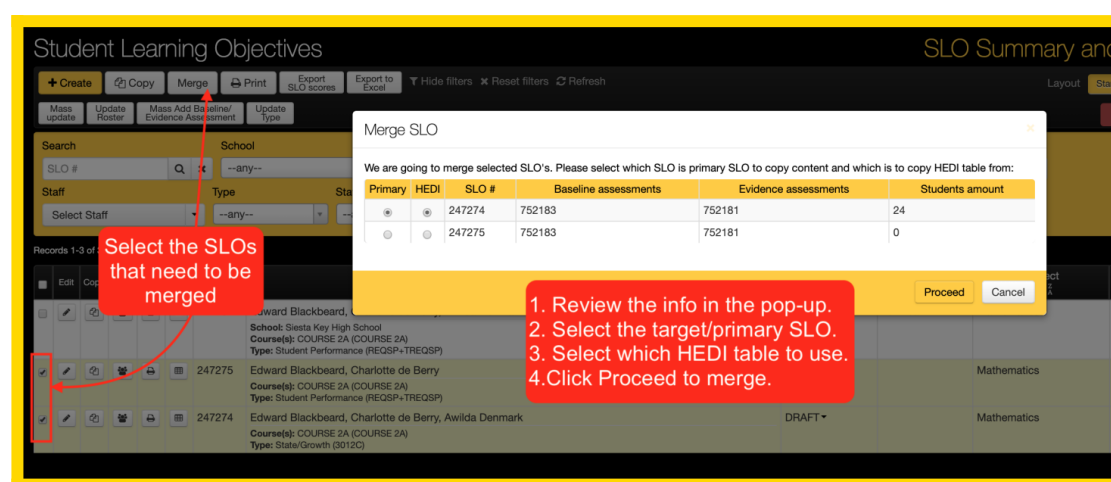 Student Learning Objectives
SLO Summary and
+ Create
Copy
Merge
Print
Export SLO scores
Export to Excel
Hide filters
Reset filters
Refresh
Layout
Mass update
Update Roster
Mass Add Baseline/ Evidence Assessment
Update Type
Search
School
SLO #
--any--
Staff
Type
Select Staff
--any--
Records 1-3 of
Select the SLOs
that need to be
merged
Merge SLO
We are going to merge selected SLO's. Please select which SLO is primary SLO to copy content and which is to copy HEDI table from:
Primary HEDI SLO # Baseline assessments Evidence assessments Students amount
247274 752183 752181 24
247275 752183 752181 0
Proceed Cancel
1. Review the info in the pop-up.
2. Select the target/primary SLO.
3. Select which HEDI table to use.
4.Click Proceed to merge.
Edit
School: Siesta Key High School
Course(s): COURSE 2A (COURSE 2A)
Type: Student Performance (REQSP+TREQSP)
247275 Edward Blackbeard, Charlotte de Berry Mathematics
Course(s): COURSE 2A (COURSE 2A)
Type: Student Performance (REQSP+TREQSP)
247274 Edward Blackbeard, Charlotte de Berry, Awilda Denmark DRAFT Mathematics
Course(s): COURSE 2A (COURSE 2A)
Type: State/Growth (3012C)